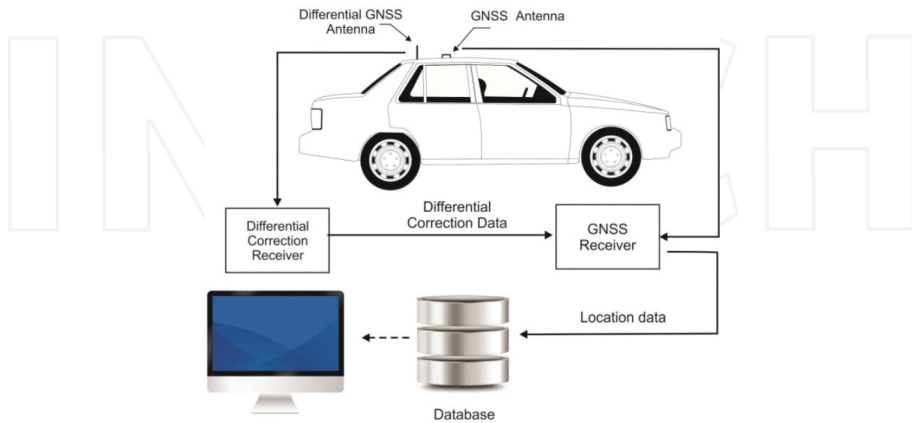 Differential GNSS
Antenna
GNSS Antenna
Differential
Correction
Receiver
Differential
Correction Data
GNSS
Receiver
Location data
Database